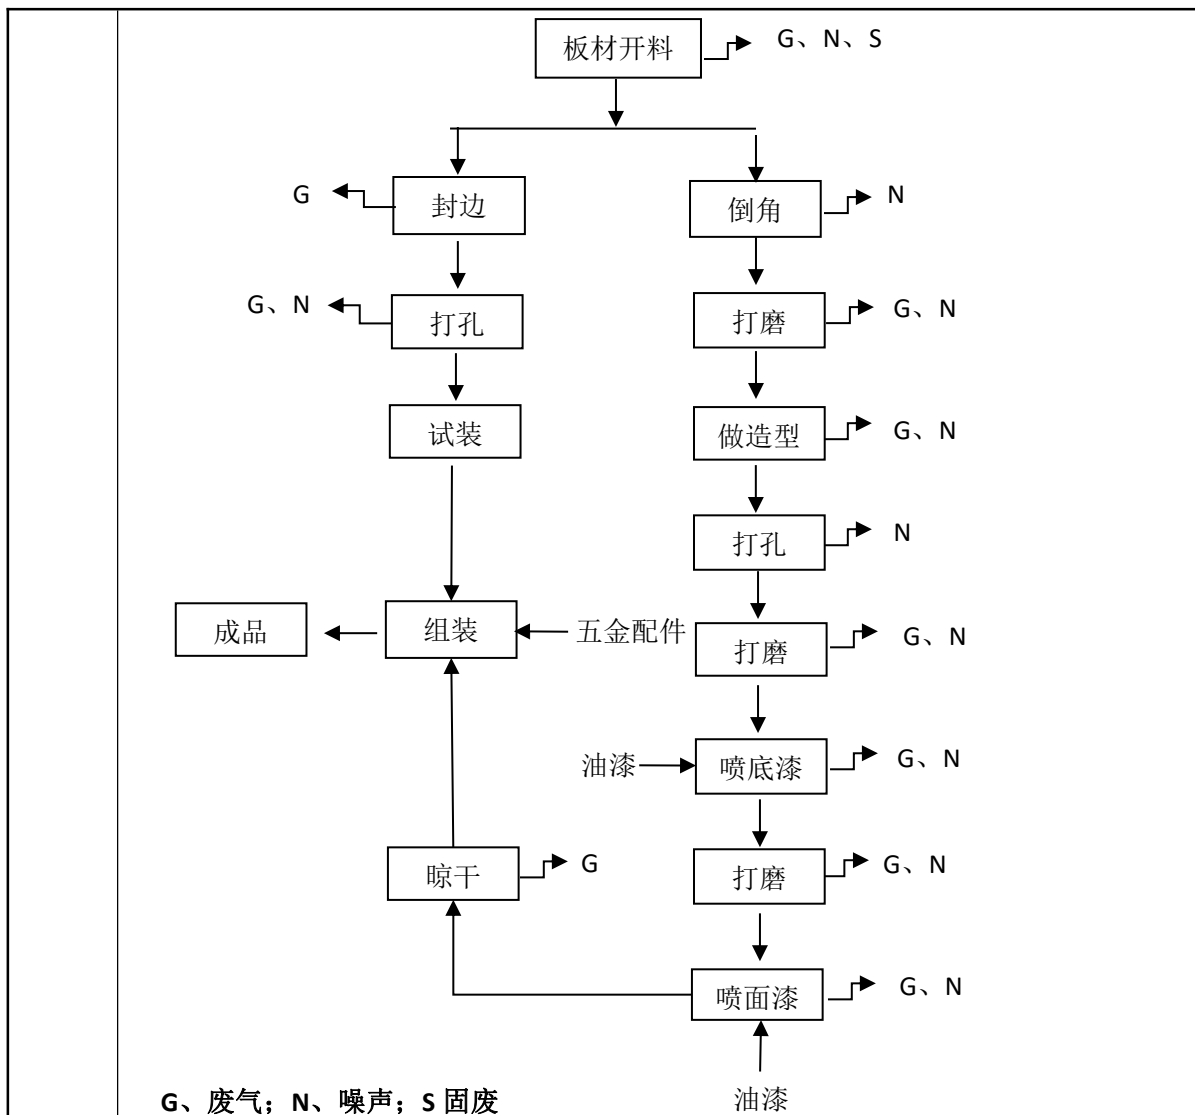 板材开料
G、N、S
G
封边
倒角
N
G、N
打孔
打磨
G、N
试装
做造型
G、N
打孔
N
成品
组装
五金配件
打磨
G、N
油漆
喷底漆
G、N
晾干
G
打磨
G、N
喷面漆
G、N
G、废气；N、噪声；S 固废
油漆